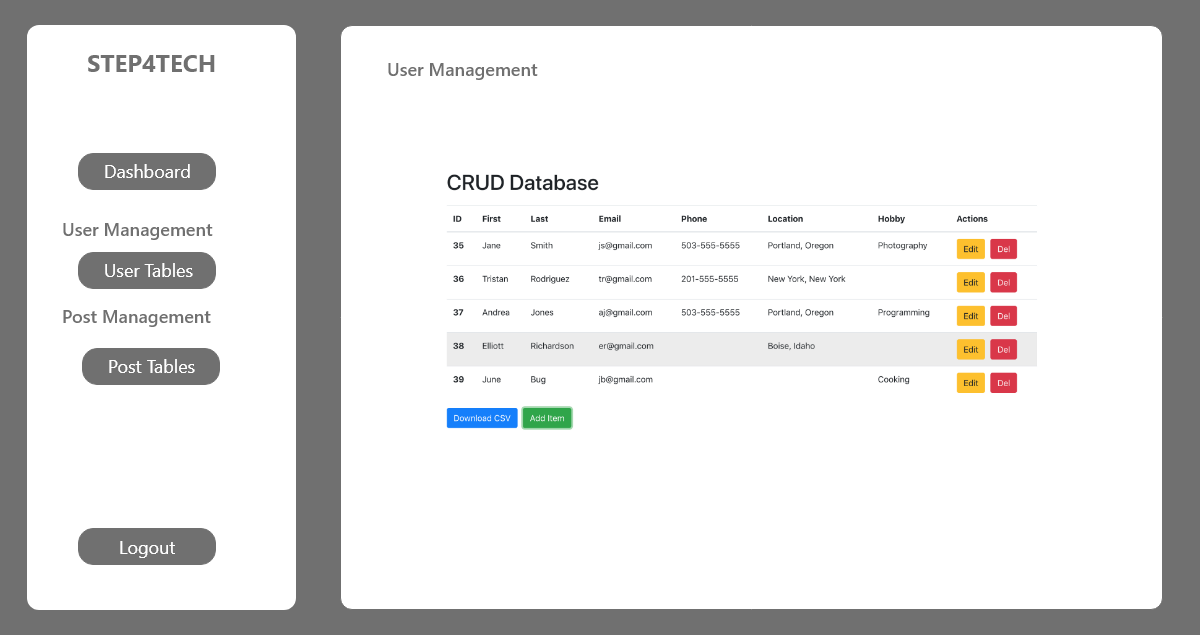 STEP4TECH
Dashboard
User Management
User Tables
Post Management
Post Tables
Logout
User Management
CRUD Database
ID First Last Email Phone Location Hobby Actions
35 Jane Smith js@gmail.com 503-555-5555 Portland, Oregon Photography Edit Del
36 Tristan Rodriguez tr@gmail.com 201-555-5555 New York, New York Edit Del
37 Andrea Jones aj@gmail.com 503-555-5555 Portland, Oregon Programming Edit Del
38 Elliott Richardson er@gmail.com Boise, Idaho Edit Del
39 June Bug jb@gmail.com Cooking Edit Del
Download CSV Add Item